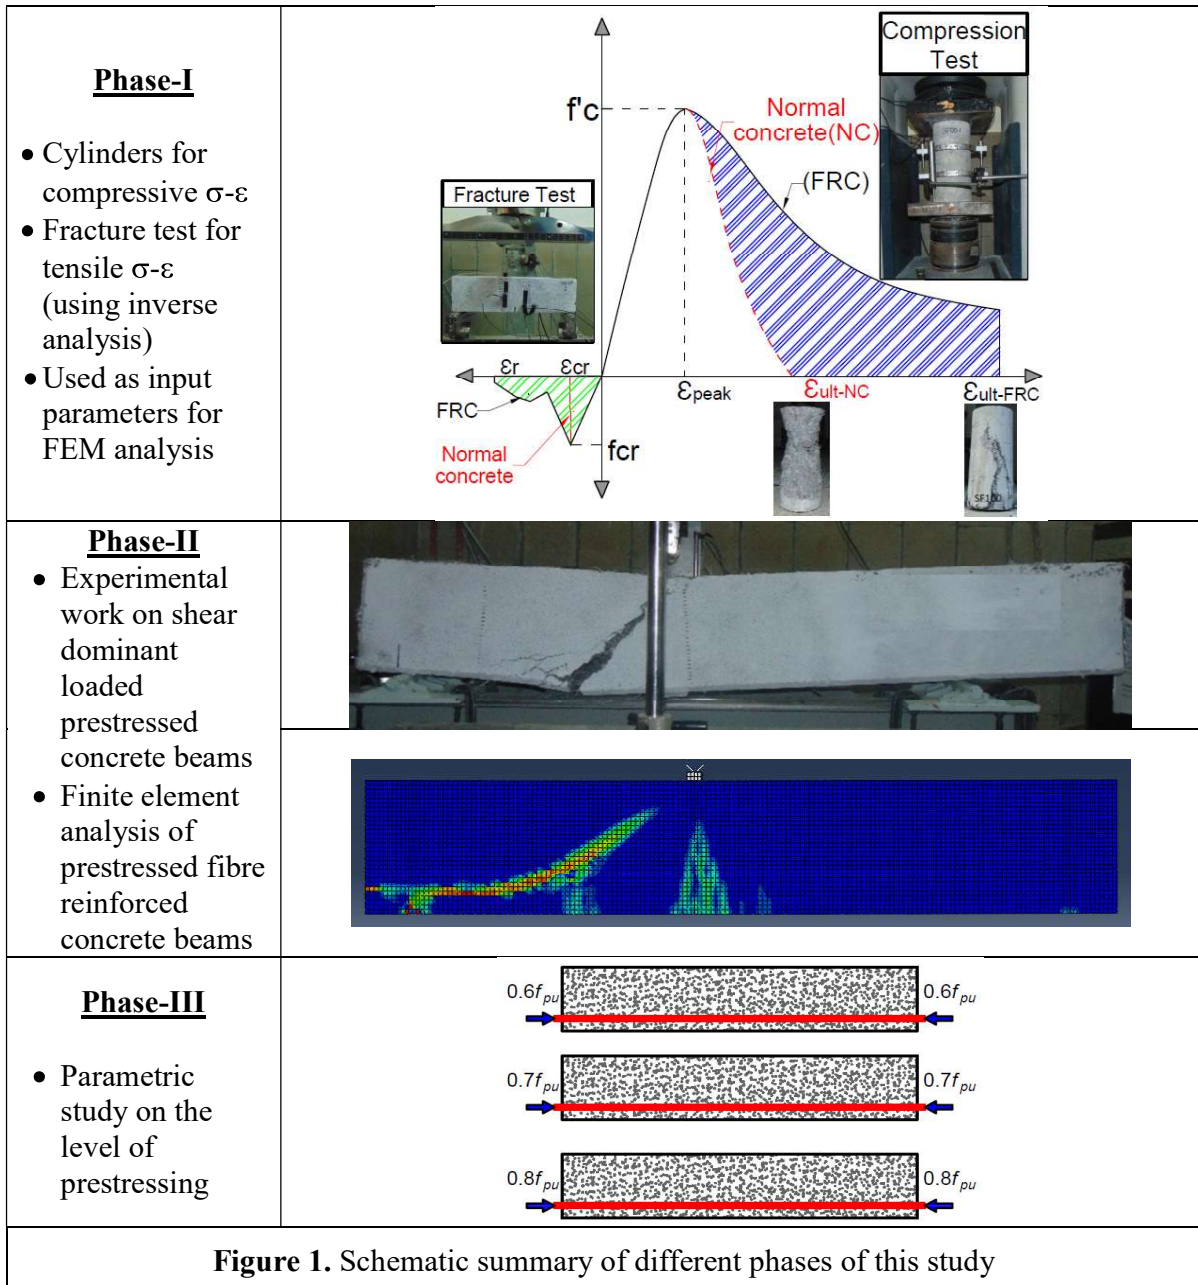 Phase-I
• Cylinders for
compressive σ-ε
• Fracture test for
tensile σ-ε
(using inverse
analysis)
• Used as input
parameters for
FEM analysis
Compression
Test
f'c
Normal
concrete(NC)
(FRC)
Fracture Test
εr
εcr
FRC
Normal
concrete
fcr
εpeak
εult-NC
εult-FRC
SF100
Phase-II
• Experimental
work on shear
dominant
loaded
prestressed
concrete beams
• Finite element
analysis of
prestressed fibre
reinforced
concrete beams
Phase-III
• Parametric
study on the
level of
prestressing
0.6fpu
0.6fpu
0.7fpu
0.7fpu
0.8fpu
0.8fpu
Figure 1. Schematic summary of different phases of this study